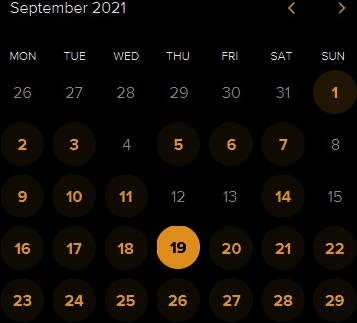 September 2021
MON TUE WED THU FRI SAT SUN
26 27 28 29 30 31 1
2 3 4 5 6 7 8
9 10 11 12 13 14 15
16 17 18 19 20 21 22
23 24 25 26 27 28 29